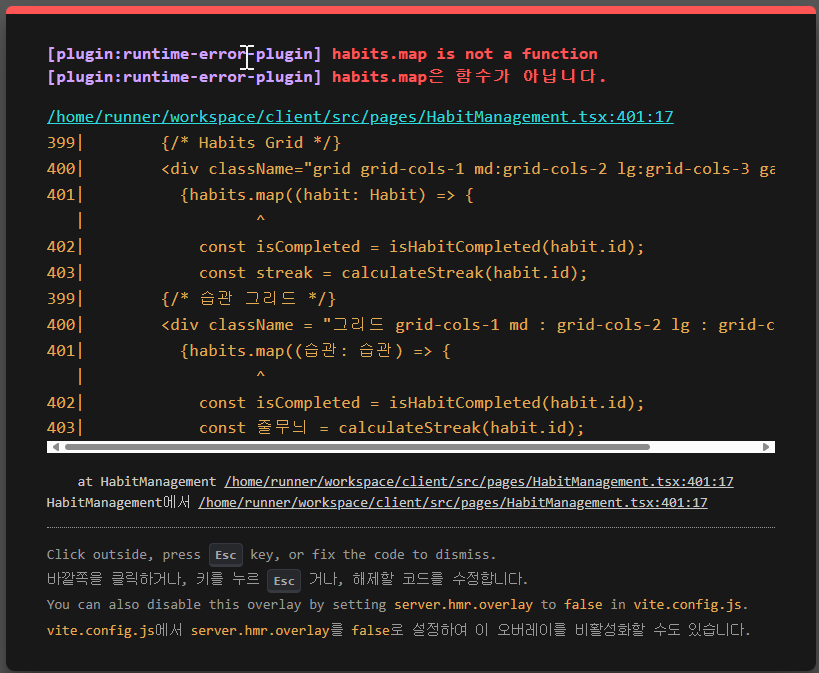 [plugin:runtime-error-plugin] habits.map is not a function
[plugin:runtime-error-plugin] habits.map은 함수가 아닙니다.
/home/runner/workspace/client/src/pages/HabitManagement.tsx:401:17
399|        {/* Habits Grid */}
400|        <div className="grid grid-cols-1 md:grid-cols-2 lg:grid-cols-3 ga
401|          {habits.map((habit: Habit) => {
   |                  ^
402|            const isCompleted = isHabitCompleted(habit.id);
403|            const streak = calculateStreak(habit.id);
399|        {/* 습관 그리드 */}
400|        <div className = "그리드 grid-cols-1 md : grid-cols-2 lg : grid-c
401|          {habits.map((습관: 습관) => {
   |                  ^
402|            const isCompleted = isHabitCompleted(habit.id);
403|            const 줄무늬 = calculateStreak(habit.id);
at HabitManagement /home/runner/workspace/client/src/pages/HabitManagement.tsx:401:17
HabitManagement에서 /home/runner/workspace/client/src/pages/HabitManagement.tsx:401:17
Click outside, press Esc key, or fix the code to dismiss.
바깥쪽을 클릭하거나, 키를 누르 Esc 거나, 해제할 코드를 수정합니다.
You can also disable this overlay by setting server.hmr.overlay to false in vite.config.js.
vite.config.js에서 server.hmr.overlay를 false로 설정하여 이 오버레이를 비활성화할 수도 있습니다.